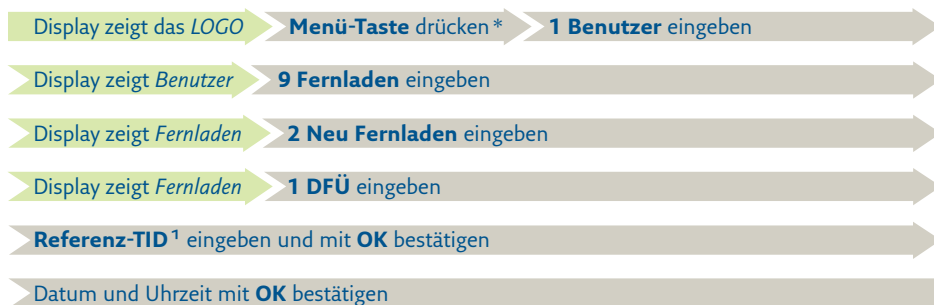 Display zeigt das LOGO Menü-Taste drücken* 1 Benutzer eingeben
Display zeigt Benutzer 9 Fernladen eingeben
Display zeigt Fernladen 2 Neu Fernladen eingeben
Display zeigt Fernladen 1 DFÜ eingeben
Referenz-TID¹ eingeben und mit OK bestätigen
Datum und Uhrzeit mit OK bestätigen